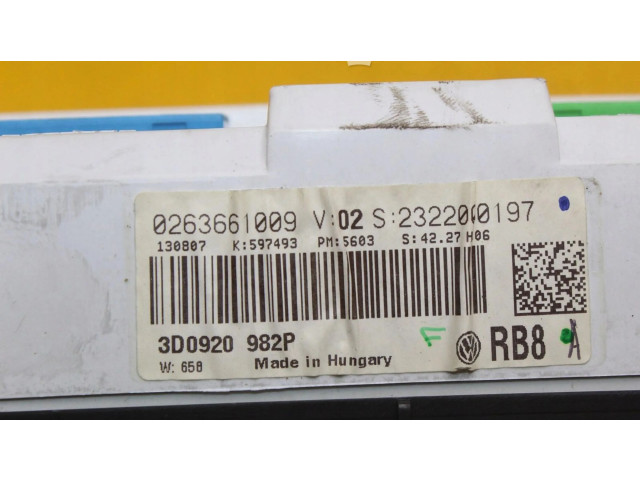 0263661009 V:02 S:2322000197
130807 K:597493 PM:5603 S:42.27 H06
3D0920 982P F RB8 A
W: 658 Made in Hungary